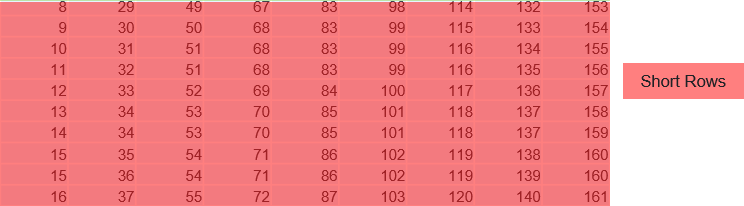 8 29 49 67 83 98 114 132 153
9 30 50 68 83 99 115 133 154
10 31 51 68 83 99 116 134 155
11 32 51 68 83 99 116 135 156
Short Rows
12 33 52 69 84 100 117 136 157
13 34 53 70 85 101 118 137 158
14 34 53 70 85 101 118 137 159
15 35 54 71 86 102 119 138 160
15 36 54 71 86 102 119 139 160
16 37 55 72 87 103 120 140 161